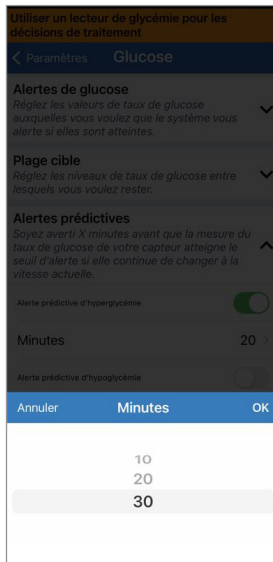 Utiliser un lecteur de glycémie pour les
décisions de traitement
Paramètres Glucose
Alertes de glucose
Réglez les valeurs de taux de glucose
auxquelles vous voulez que le système vous
alerte si elles sont atteintes.
Plage cible
Réglez les niveaux de taux de glucose entre
lesquels vous voulez rester.
Alertes prédictives
Soyez averti X minutes avant que la mesure du
taux de glucose de votre capteur atteigne le
seuil d'alerte si elle continue de changer à la
vitesse actuelle.
Alerte prédictive d'hyperglycémie
Minutes 20
Alerte prédictive d'hypoglycémie
Annuler Minutes OK
10
20
30